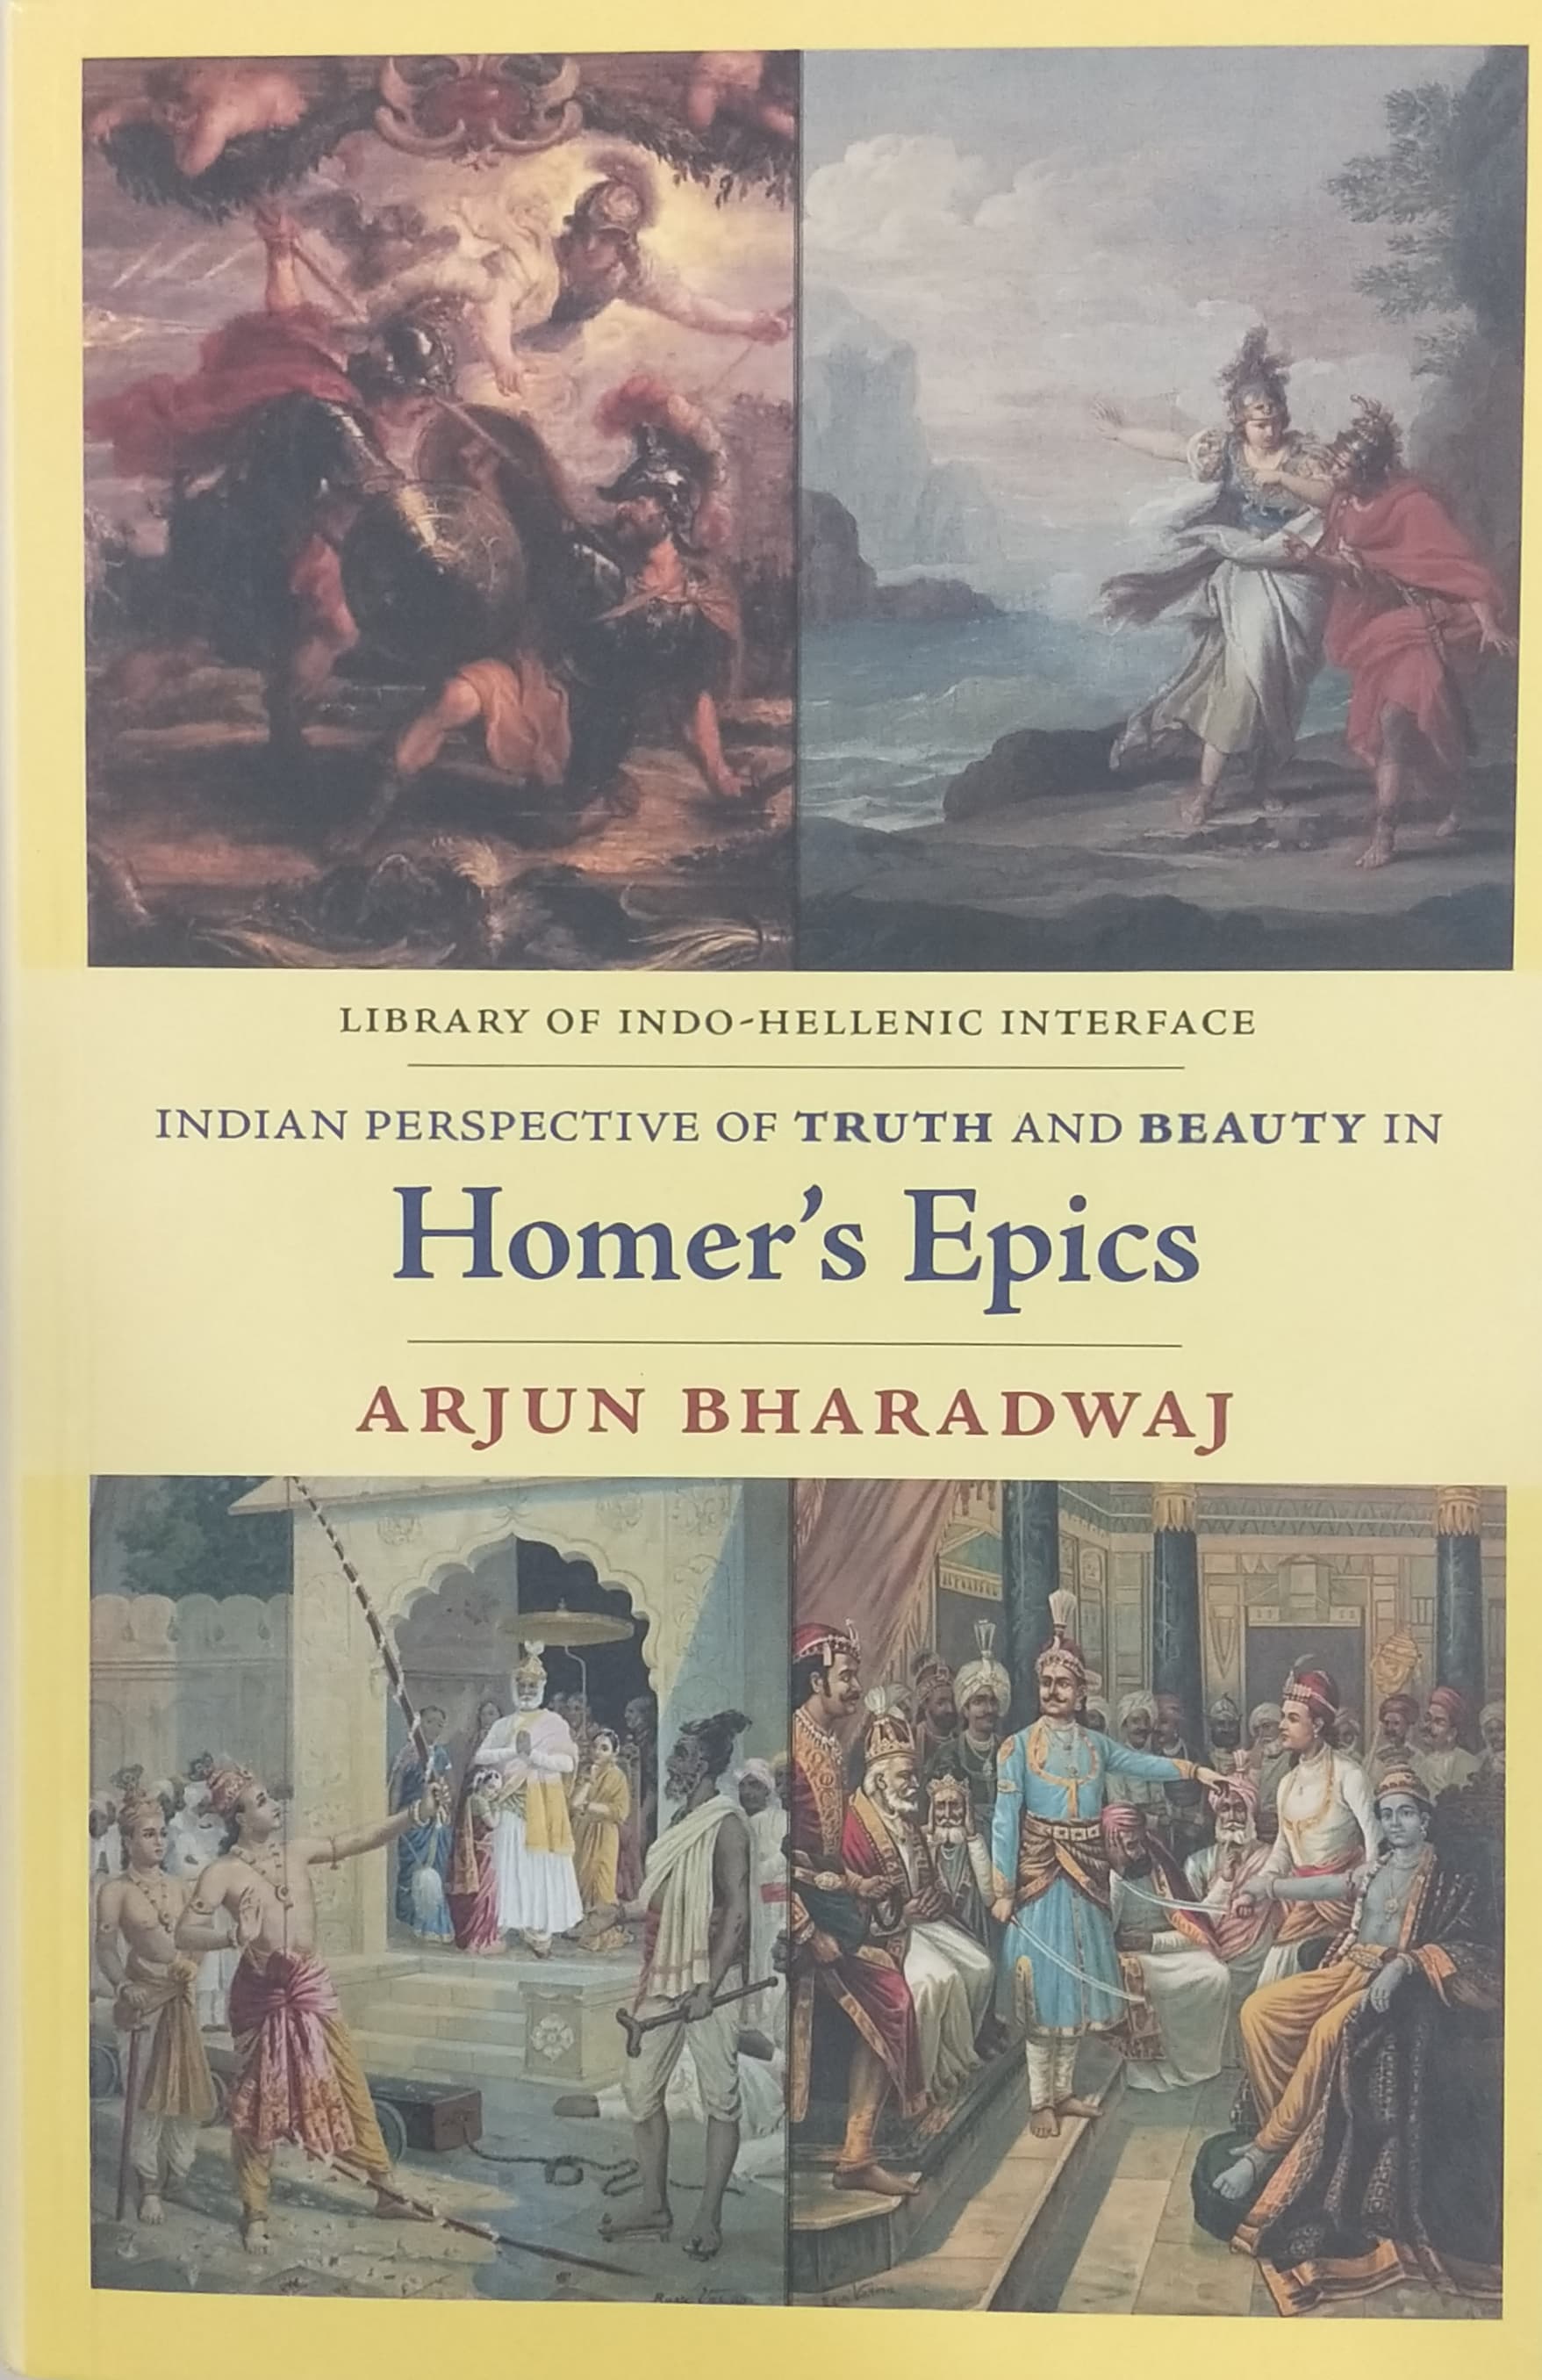 LIBRARY OF INDO-HELLENIC INTERFACE
INDIAN PERSPECTIVE OF TRUTH AND BEAUTY IN
Homer's Epics
ARJUN BHARADWAJ